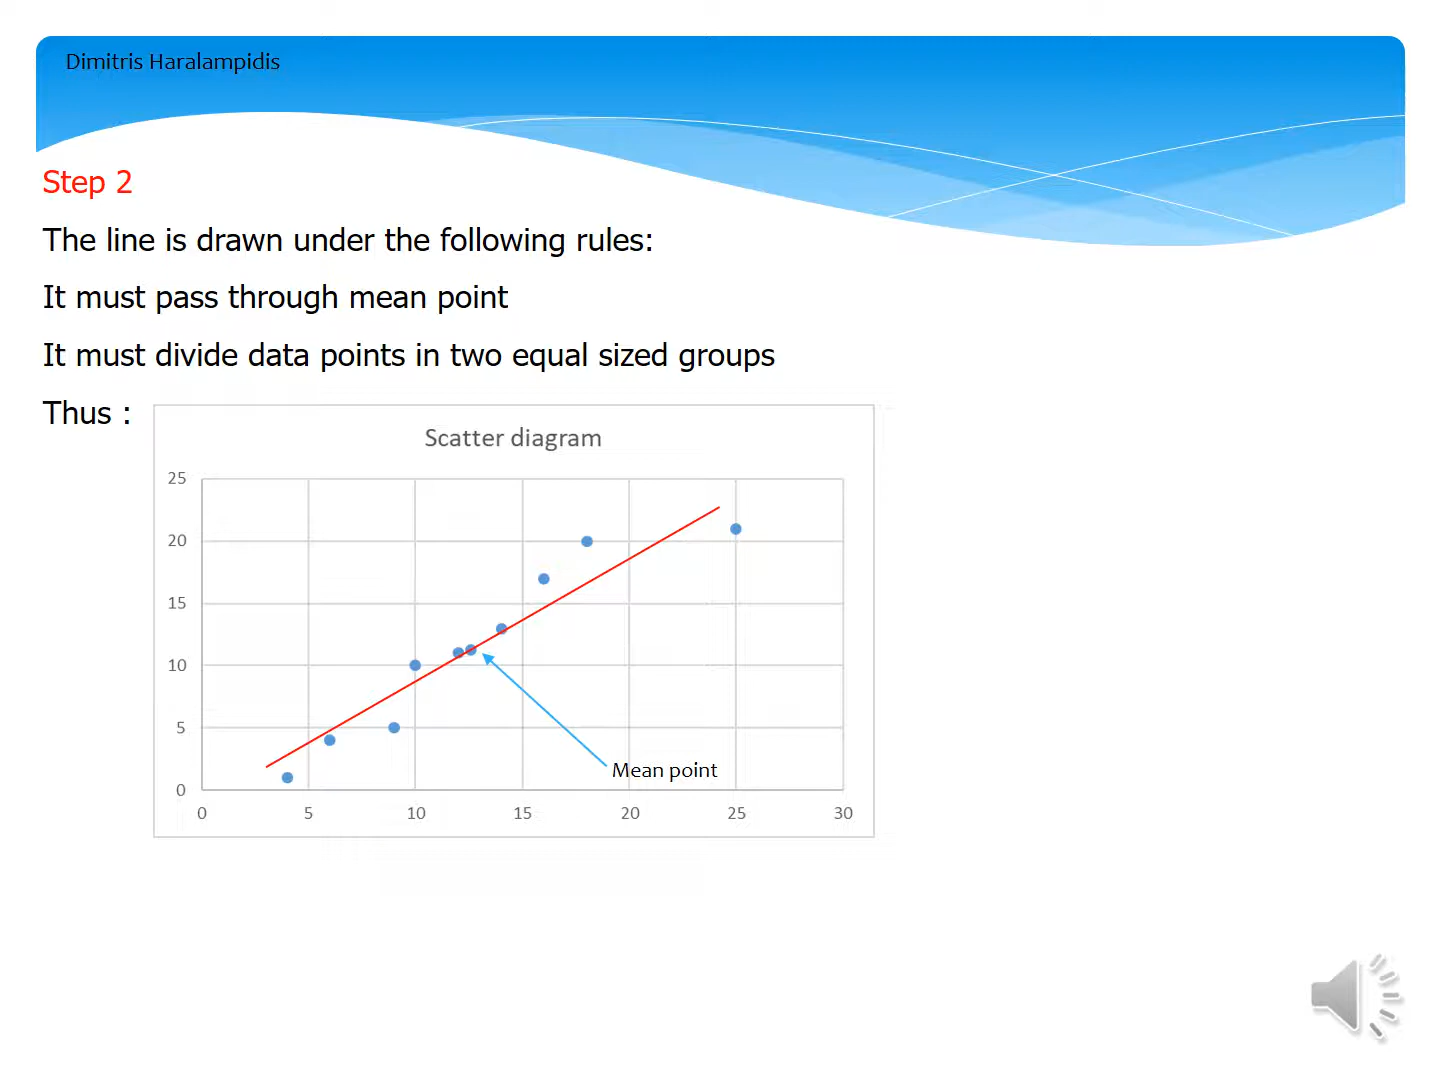 Dimitris Haralampidis
Step 2
The line is drawn under the following rules:
It must pass through mean point
It must divide data points in two equal sized groups
Thus :
Scatter diagram
25
20
15
10
5
0
0 5 10 15 20 25 30
Mean point